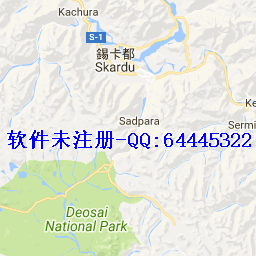 Kachura
S-1
錫卡都
Skardu
Ke
Sadpara
Sermi
软件未注册-QQ:64445322
Deosai
National Park